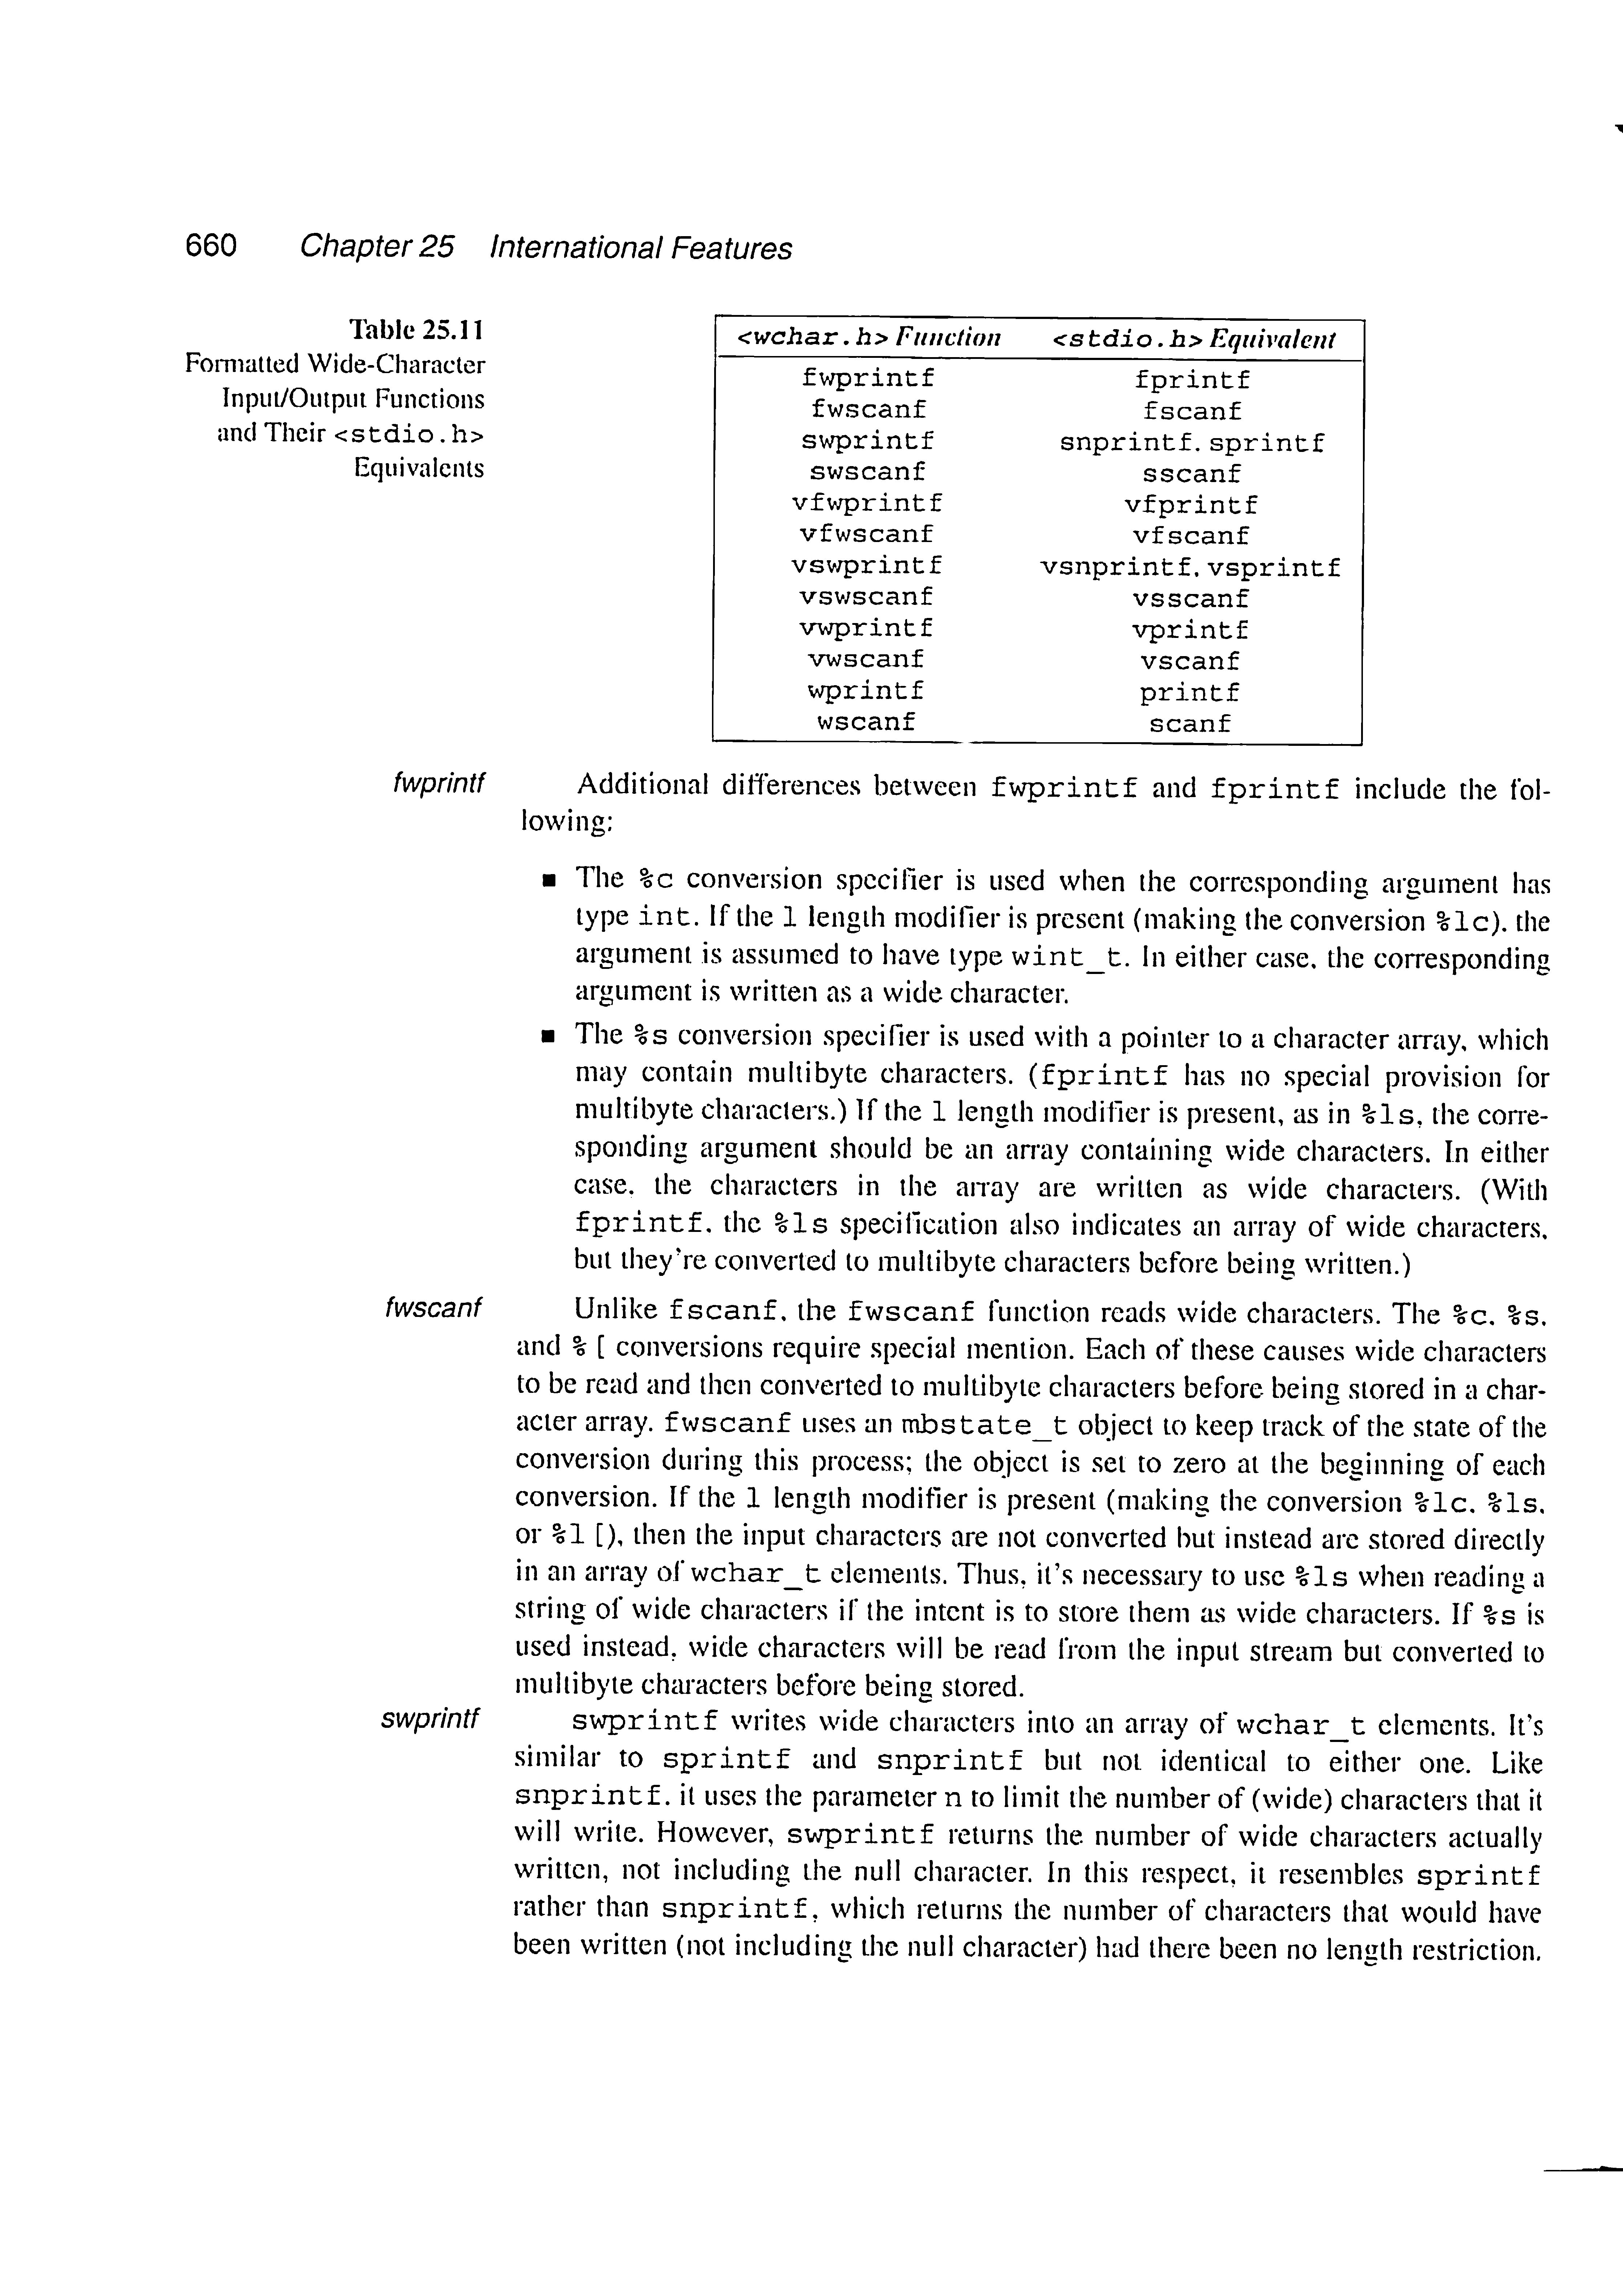 660 Chapter 25 International Features
Table 25.11
Formatted Wide-Character
Input/Output Functions
and Their <stdio.h>
Equivalents
<wchar.h> Function <stdio.h> Equivalent
fwprintf fprintf
fwscanf fscanf
swprintf snprintf, sprintf
swscanf sscanf
vfwprintf vfprintf
vfwscanf vfscanf
vswprintf vsnprintf, vsprintf
vswscanf vsscanf
vwprintf vprintf
vwscanf vscanf
wprintf printf
wscanf scanf
fwprintf Additional differences between fwprintf and fprintf include the fol-
lowing:
■ The %c conversion specifier is used when the corresponding argument has
type int. If the l length modifier is present (making the conversion %lc), the
argument is assumed to have type wint_t. In either case, the corresponding
argument is written as a wide character.
■ The %s conversion specifier is used with a pointer to a character array, which
may contain multibyte characters. (fprintf has no special provision for
multibyte characters.) If the l length modifier is present, as in %ls, the corre-
sponding argument should be an array containing wide characters. In either
case, the characters in the array are written as wide characters. (With
fprintf, the %ls specification also indicates an array of wide characters,
but they're converted to multibyte characters before being written.)
fwscanf Unlike fscanf, the fwscanf function reads wide characters. The %c, %s,
and %[ conversions require special mention. Each of these causes wide characters
to be read and then converted to multibyte characters before being stored in a char-
acter array. fwscanf uses an mbstate_t object to keep track of the state of the
conversion during this process; the object is set to zero at the beginning of each
conversion. If the l length modifier is present (making the conversion %lc, %ls,
or %l[), then the input characters are not converted but instead are stored directly
in an array of wchar_t elements. Thus, it's necessary to use %ls when reading a
string of wide characters if the intent is to store them as wide characters. If %s is
used instead, wide characters will be read from the input stream but converted to
multibyte characters before being stored.
swprintf swprintf writes wide characters into an array of wchar_t elements. It's
similar to sprintf and snprintf but not identical to either one. Like
snprintf, it uses the parameter n to limit the number of (wide) characters that it
will write. However, swprintf returns the number of wide characters actually
written, not including the null character. In this respect, it resembles sprintf
rather than snprintf, which returns the number of characters that would have
been written (not including the null character) had there been no length restriction.